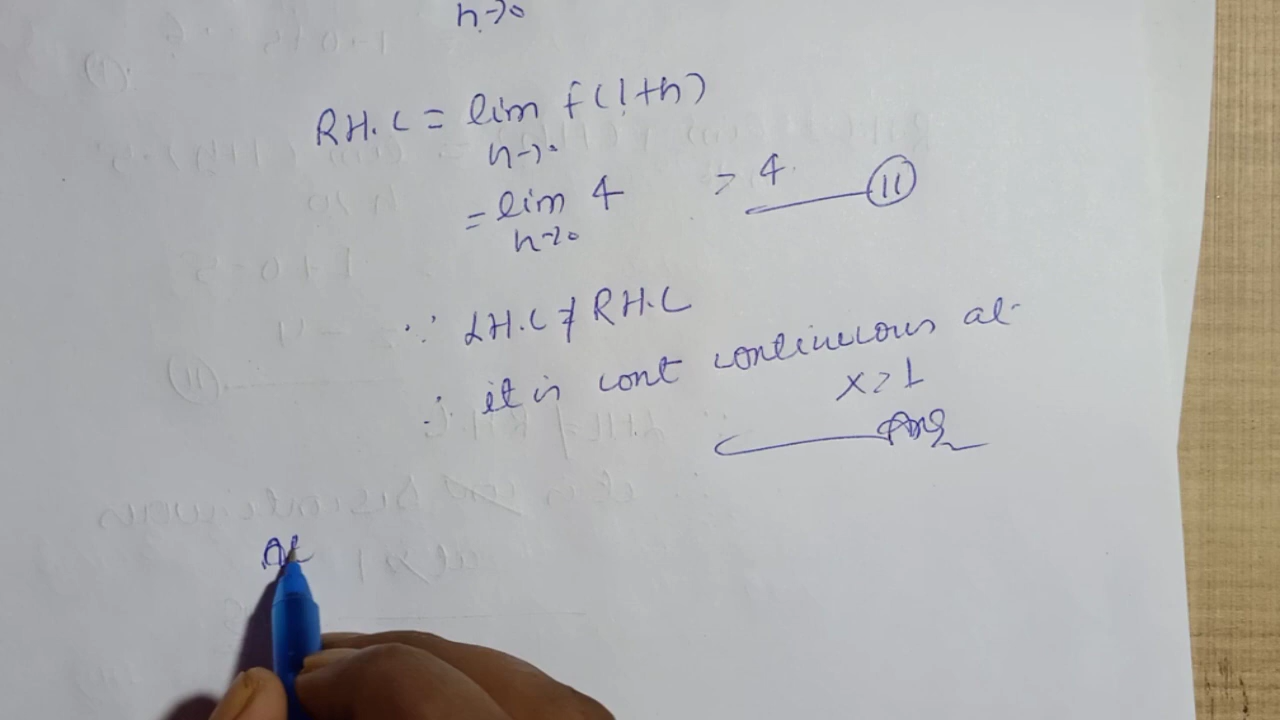 h→0
RH.L = lim f(1+h)
h→0
= lim 4 > 4 (11)
h→0
∵ LH.L ≠ RH.L
∴ it is cont continuous at
x > 1
Ans
At